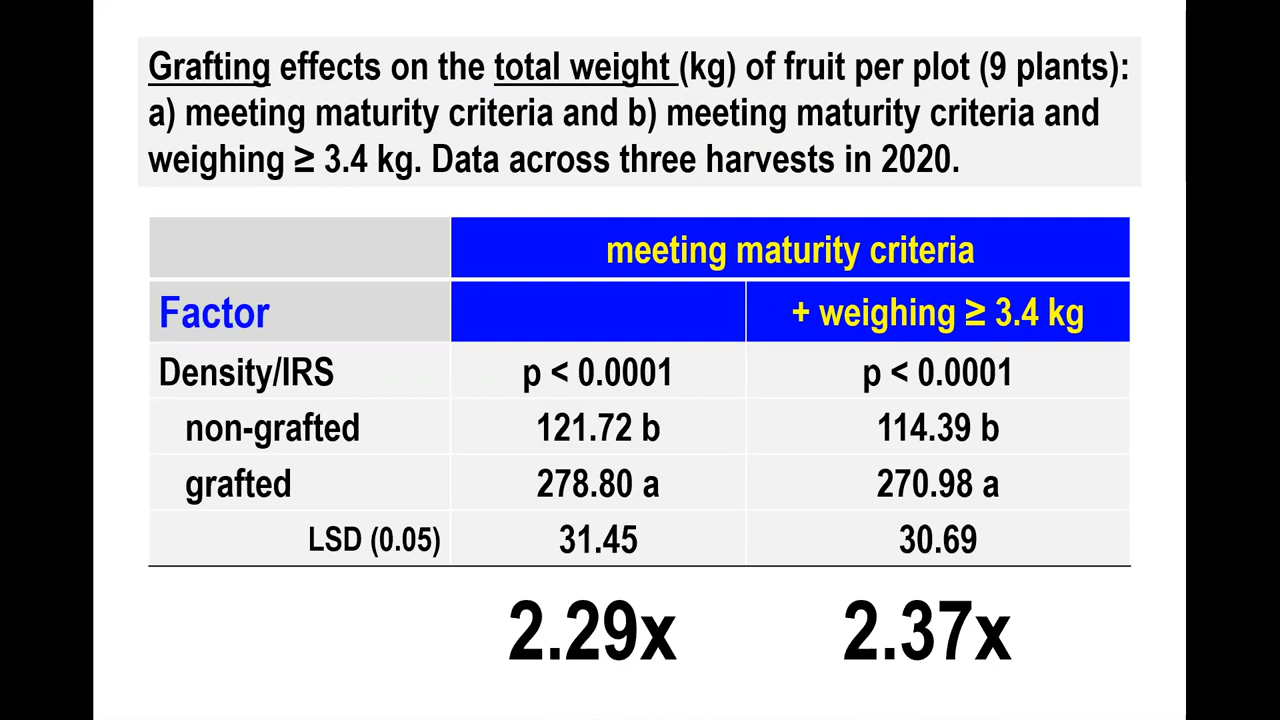 Grafting effects on the total weight (kg) of fruit per plot (9 plants):
a) meeting maturity criteria and b) meeting maturity criteria and
weighing ≥ 3.4 kg. Data across three harvests in 2020.
meeting maturity criteria
Factor + weighing ≥ 3.4 kg
Density/IRS p < 0.0001 p < 0.0001
non-grafted 121.72 b 114.39 b
grafted 278.80 a 270.98 a
LSD (0.05) 31.45 30.69
2.29x 2.37x